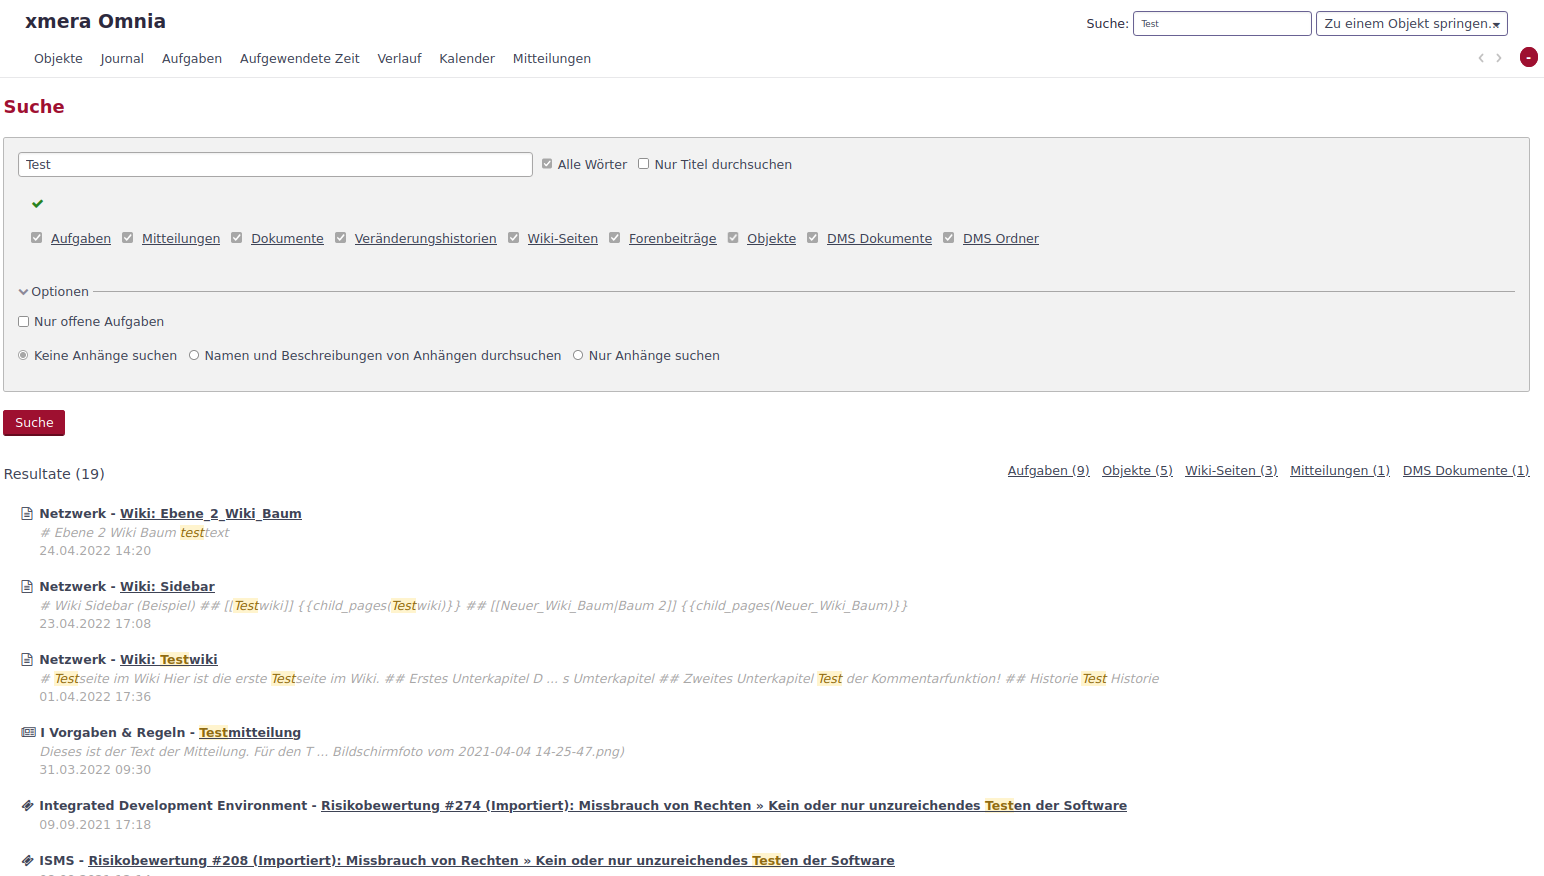 xmera Omnia
Suche: Test Zu einem Objekt springen...
Objekte Journal Aufgaben Aufgewendete Zeit Verlauf Kalender Mitteilungen
Suche
Test Alle Wörter Nur Titel durchsuchen
Aufgaben Mitteilungen Dokumente Veränderungshistorien Wiki-Seiten Forenbeiträge Objekte DMS Dokumente DMS Ordner
Optionen
Nur offene Aufgaben
Keine Anhänge suchen Namen und Beschreibungen von Anhängen durchsuchen Nur Anhänge suchen
Suche
Resultate (19) Aufgaben (9) Objekte (5) Wiki-Seiten (3) Mitteilungen (1) DMS Dokumente (1)
Netzwerk - Wiki: Ebene_2_Wiki_Baum
# Ebene 2 Wiki Baum testtext
24.04.2022 14:20
Netzwerk - Wiki: Sidebar
# Wiki Sidebar (Beispiel) ## [[Testwiki]] {{child_pages(Testwiki)}} ## [[Neuer_Wiki_Baum|Baum 2]] {{child_pages(Neuer_Wiki_Baum)}}
23.04.2022 17:08
Netzwerk - Wiki: Testwiki
# Testseite im Wiki Hier ist die erste Testseite im Wiki. ## Erstes Unterkapitel D ... s Umterkapitel ## Zweites Unterkapitel Test der Kommentarfunktion! ## Historie Test Historie
01.04.2022 17:36
I Vorgaben & Regeln - Testmitteilung
Dieses ist der Text der Mitteilung. Für den T ... Bildschirmfoto vom 2021-04-04 14-25-47.png)
31.03.2022 09:30
Integrated Development Environment - Risikobewertung #274 (Importiert): Missbrauch von Rechten » Kein oder nur unzureichendes Testen der Software
09.09.2021 17:18
ISMS - Risikobewertung #208 (Importiert): Missbrauch von Rechten » Kein oder nur unzureichendes Testen der Software